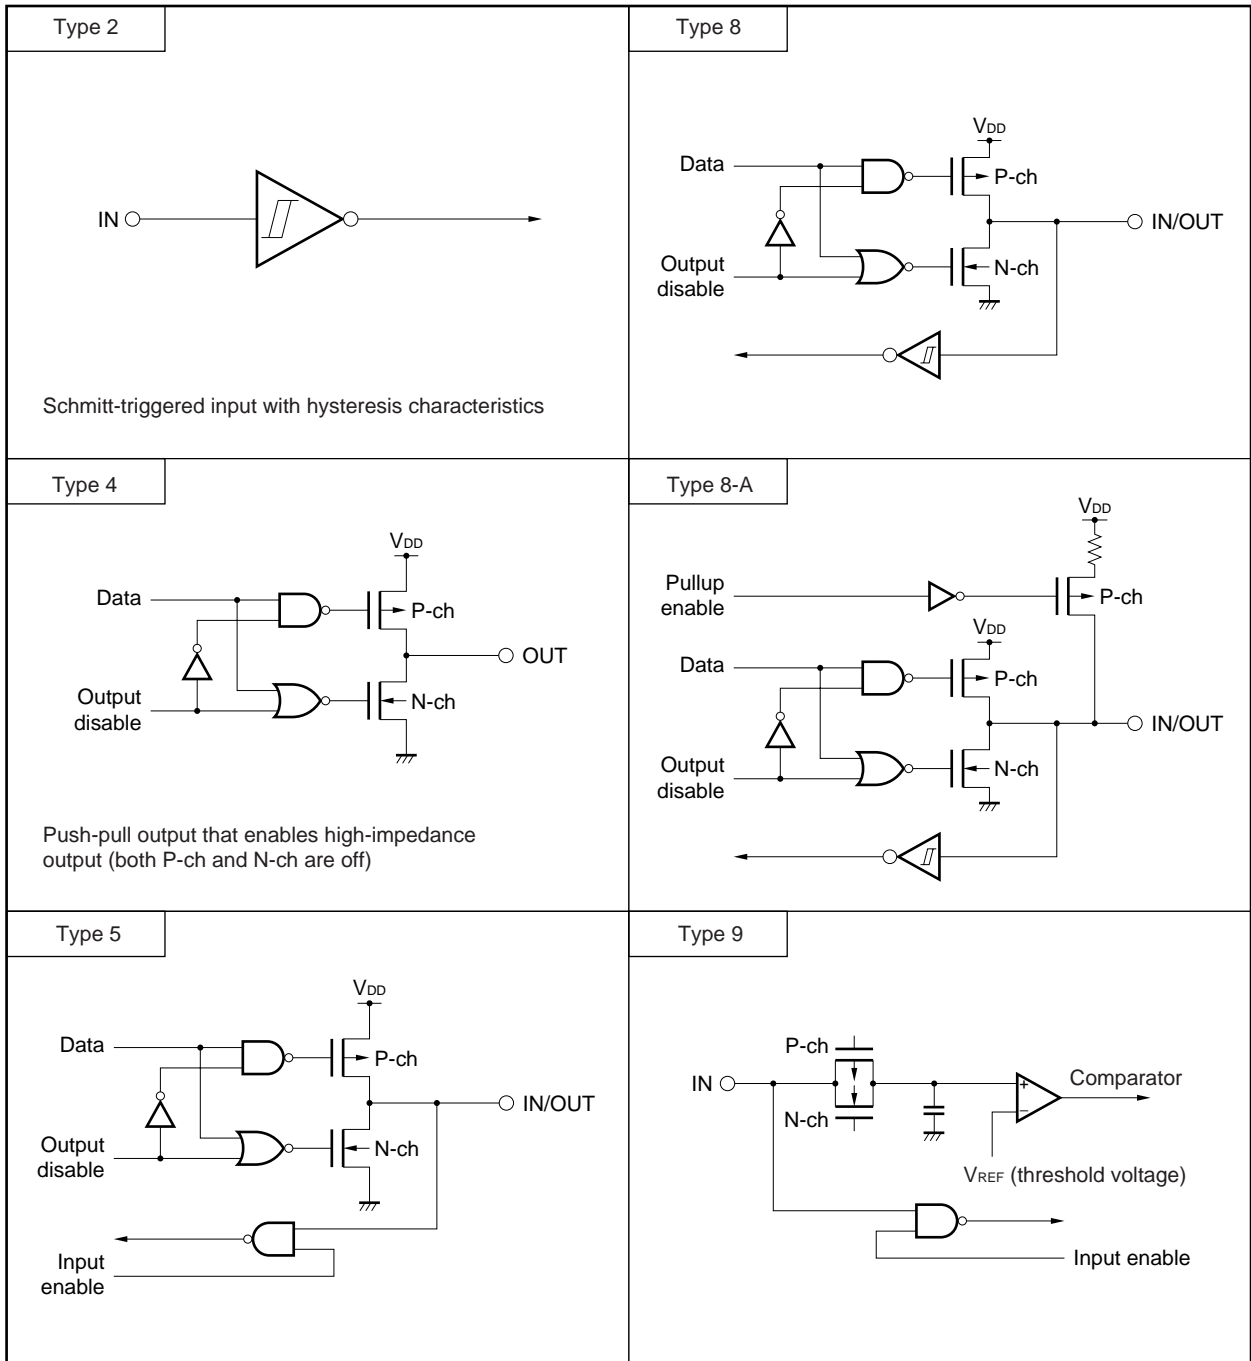 Type 2
IN
Schmitt-triggered input with hysteresis characteristics
Type 8
VDD
Data
P-ch
IN/OUT
Output
disable
N-ch
Type 4
VDD
Data
P-ch
OUT
Output
disable
N-ch
Push-pull output that enables high-impedance
output (both P-ch and N-ch are off)
Type 8-A
VDD
Pullup
enable
P-ch
VDD
Data
P-ch
IN/OUT
Output
disable
N-ch
Type 5
VDD
Data
P-ch
IN/OUT
Output
disable
N-ch
Input
enable
Type 9
P-ch
IN
N-ch
+
−
Comparator
VREF (threshold voltage)
Input enable